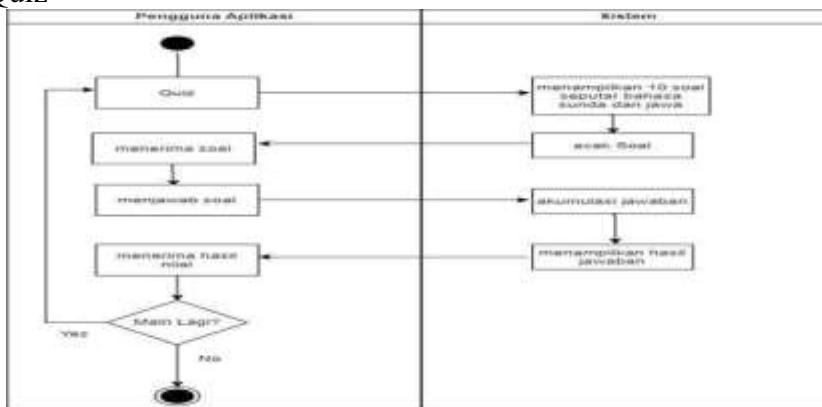 Quiz
Pengguna Aplikasi
Sistem
Quiz
menampilkan 10 soal
seputar bahasa
sunda dan jawa
menerima soal
acak Soal
menjawab soal
akumulasi jawaban
menerima hasil
nilai
menampilkan hasil
jawaban
Main Lagi?
Yes
No